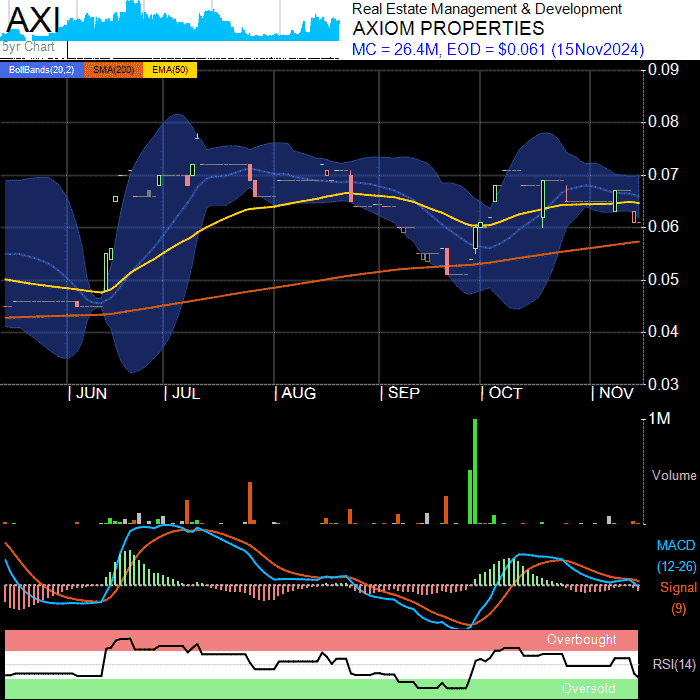 AXI
5yr Chart
Real Estate Management & Development
AXIOM PROPERTIES
MC = 26.4M, EOD = $0.061 (15Nov2024)
BollBands(20,2) SMA(200) EMA(50)
0.09
0.08
0.07
0.06
0.05
0.04
0.03
| JUN | JUL | AUG | SEP | OCT | NOV
1M
Volume
MACD
(12-26)
Signal
(9)
Overbought
RSI(14)
Oversold